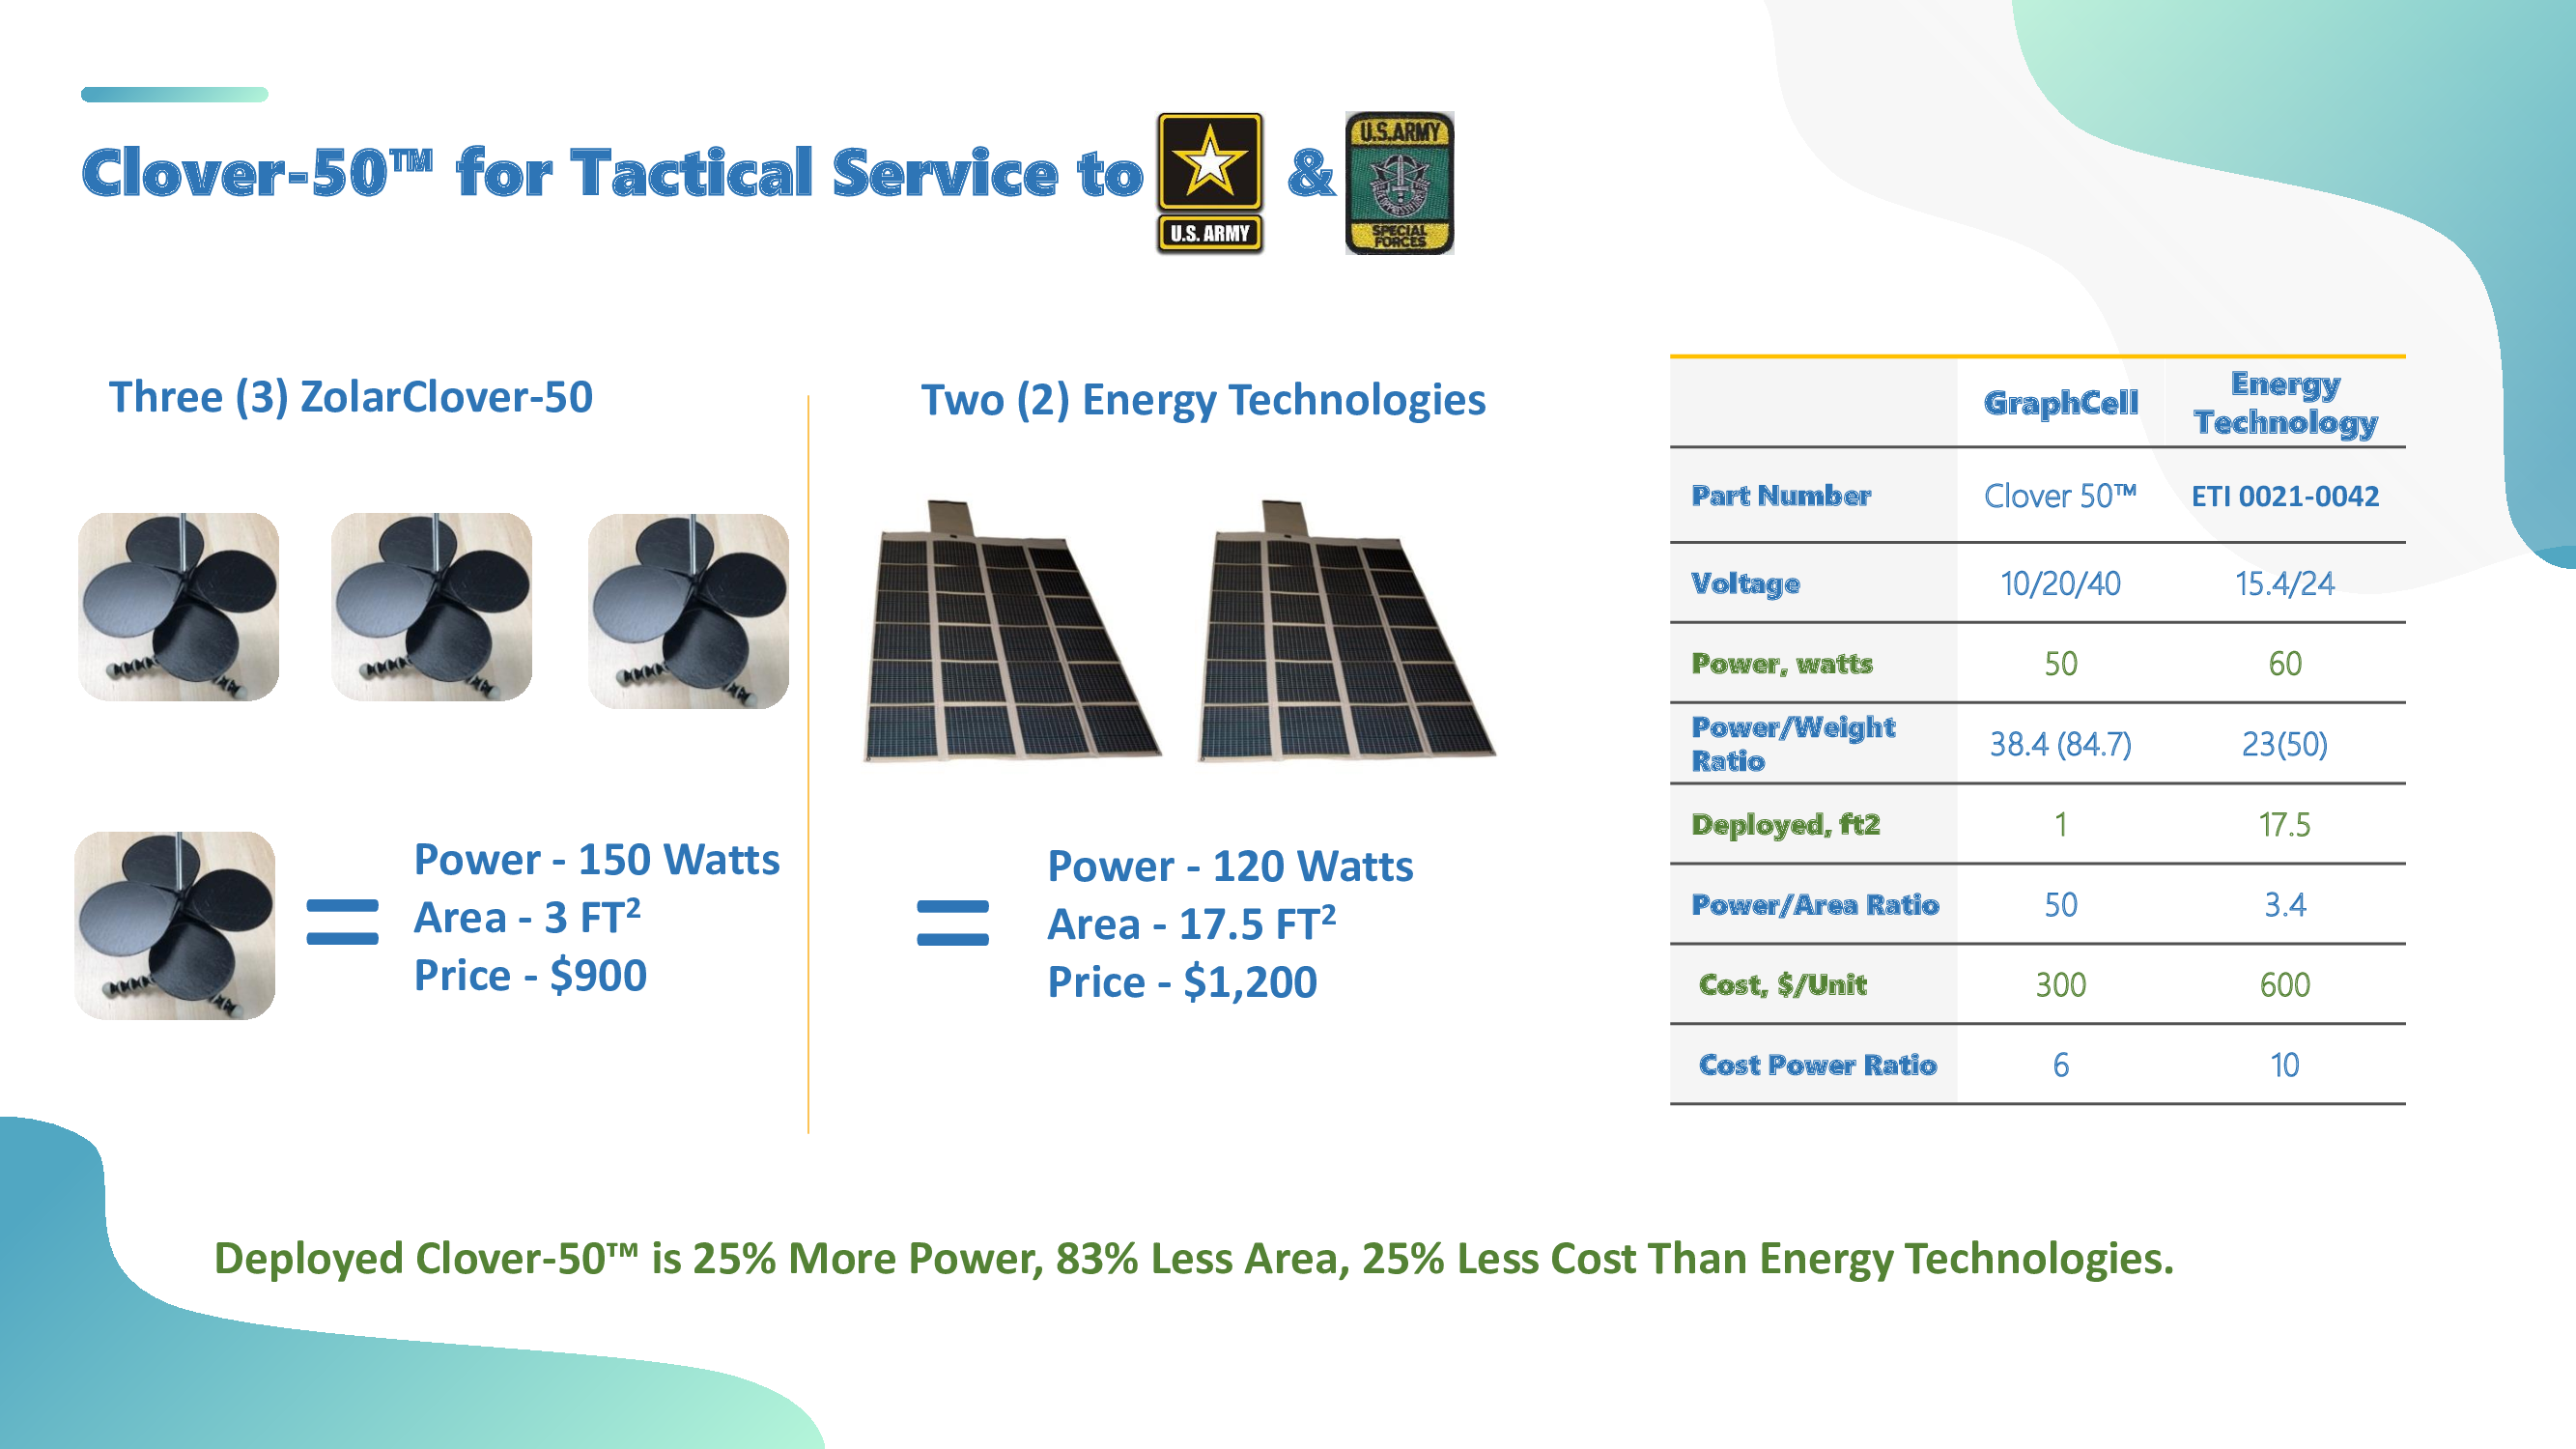 Clover-50™ for Tactical Service to & 
U.S. ARMY
U.S.ARMY
SPECIAL
FORCES
Three (3) ZolarClover-50
Power - 150 Watts
Area - 3 FT²
Price - $900
=
Two (2) Energy Technologies
=
Power - 120 Watts
Area - 17.5 FT²
Price - $1,200
GraphCell Energy Technology
Part Number Clover 50™ ETI 0021-0042
Voltage 10/20/40 15.4/24
Power, watts 50 60
Power/Weight Ratio 38.4 (84.7) 23(50)
Deployed, ft2 1 17.5
Power/Area Ratio 50 3.4
Cost, $/Unit 300 600
Cost Power Ratio 6 10
Deployed Clover-50™ is 25% More Power, 83% Less Area, 25% Less Cost Than Energy Technologies.